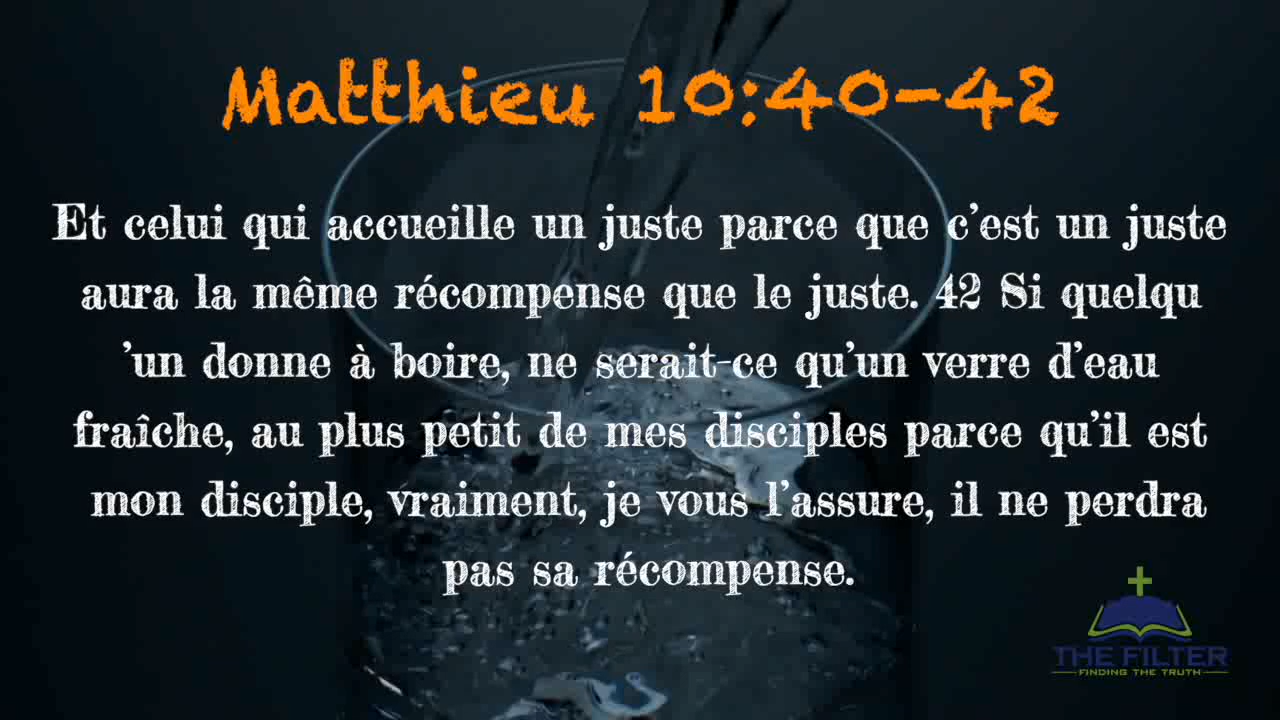 Matthieu 10:40-42
Et celui qui accueille un juste parce que c'est un juste
aura la même récompense que le juste. 42 Si quelqu
'un donne à boire, ne serait-ce qu'un verre d'eau
fraîche, au plus petit de mes disciples parce qu'il est
mon disciple, vraiment, je vous l'assure, il ne perdra
pas sa récompense.
THE FILTER
FINDING THE TRUTH